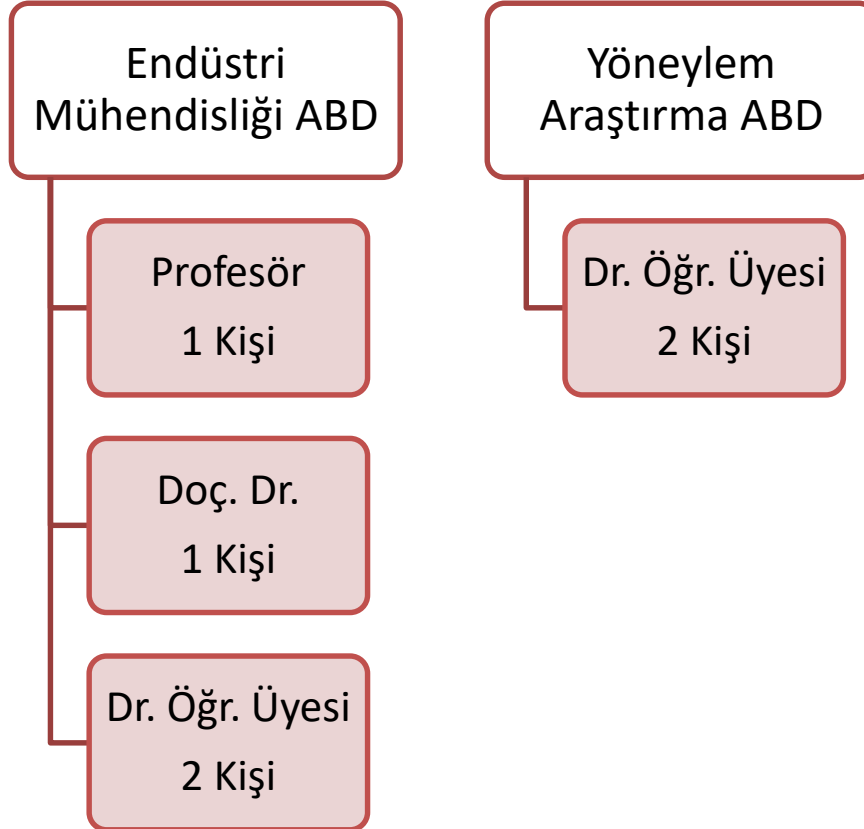 Endüstri
Mühendisliği ABD
Profesör
1 Kişi
Doç. Dr.
1 Kişi
Dr. Öğr. Üyesi
2 Kişi
Yöneylem
Araştırma ABD
Dr. Öğr. Üyesi
2 Kişi